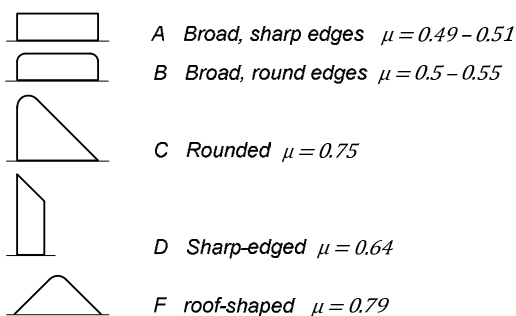 A Broad, sharp edges μ = 0.49 – 0.51
B Broad, round edges μ = 0.5 – 0.55
C Rounded μ = 0.75
D Sharp-edged μ = 0.64
F roof-shaped μ = 0.79